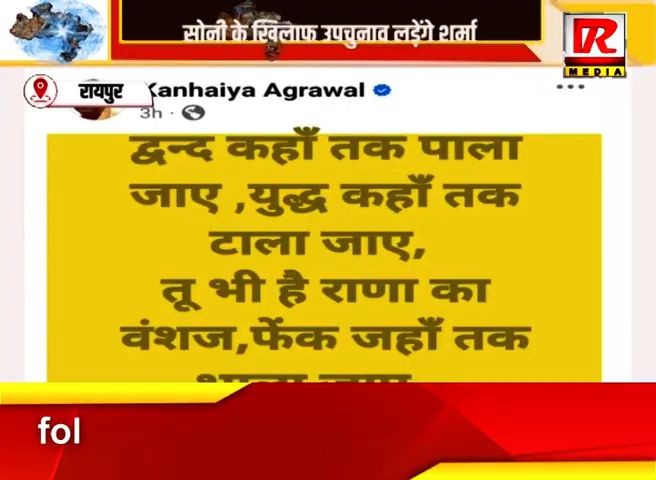 सोनी के खिलाफ उपचुनाव लड़ेंगे शर्मा
R
MEDIA
रायपुर
Kanhaiya Agrawal
3h
द्वन्द कहाँ तक पाला
जाए ,युद्ध कहाँ तक
टाला जाए,
तू भी है राणा का
वंशज,फेंक जहाँ तक
fol